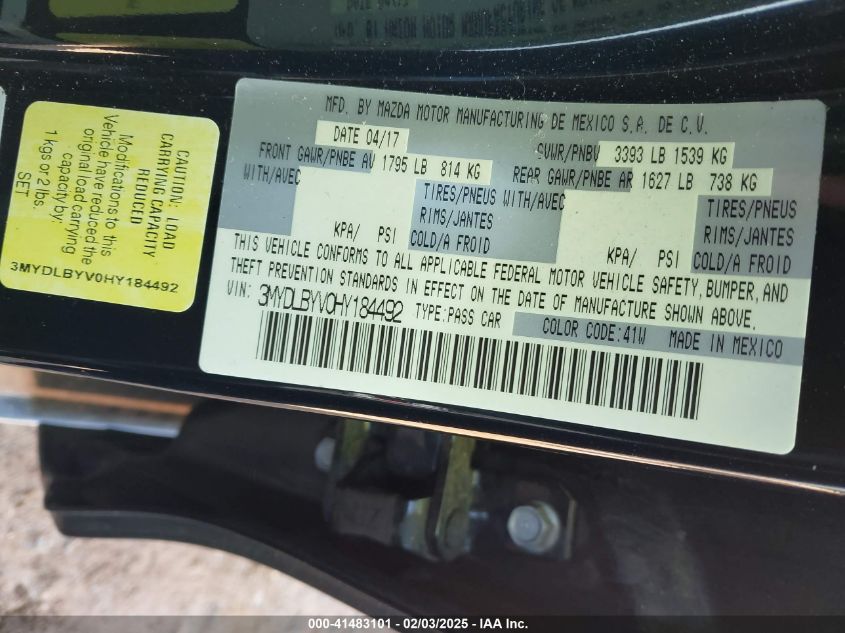 MFD. BY MAZDA MOTOR MANUFACTURING DE MEXICO S.A. DE C.V.
DATE 04/17 GVWR/PNBV 3393 LB 1539 KG
FRONT GAWR/PNBE AV 1795 LB 814 KG REAR GAWR/PNBE AR 1627 LB 738 KG
WITH/AVEC TIRES/PNEUS WITH/AVEC TIRES/PNEUS
RIMS/JANTES RIMS/JANTES
KPA/ PSI COLD/A FROID KPA/ PSI COLD/A FROID
THIS VEHICLE CONFORMS TO ALL APPLICABLE FEDERAL MOTOR VEHICLE SAFETY, BUMPER, AND
THEFT PREVENTION STANDARDS IN EFFECT ON THE DATE OF MANUFACTURE SHOWN ABOVE.
VIN: 3MYDLBYV0HY184492 TYPE:PASS CAR
COLOR CODE:41W MADE IN MEXICO
CAUTION: LOAD
CARRYING CAPACITY
REDUCED
Modifications to this
Vehicle have reduced the
original load carrying
capacity by:
1 kgs or 2 lbs.
SET
3MYDLBYV0HY184492
000-41483101 - 02/03/2025 - IAA Inc.